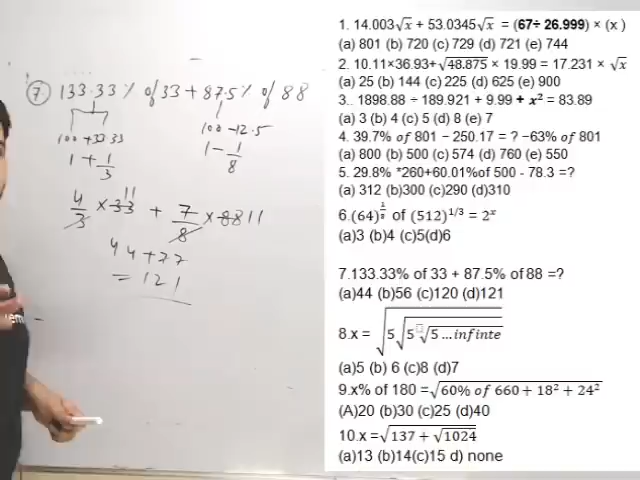 ⑦ 133.33% of 33 + 87.5% of 88
100 + 33.33
100 - 12.5
1 + 1/3
1 - 1/8
4/3 × 33 11 + 7/8 × 88 11
44 + 77
= 121
1. 14.003√x + 53.0345√x = (67÷ 26.999) × (x )
(a) 801 (b) 720 (c) 729 (d) 721 (e) 744
2. 10.11×36.93+√48.875 × 19.99 = 17.231 × √x
(a) 25 (b) 144 (c) 225 (d) 625 (e) 900
3.. 1898.88 ÷ 189.921 + 9.99 + x² = 83.89
(a) 3 (b) 4 (c) 5 (d) 8 (e) 7
4. 39.7% of 801 − 250.17 = ? −63% of 801
(a) 800 (b) 500 (c) 574 (d) 760 (e) 550
5. 29.8% *260+60.01%of 500 - 78.3 =?
(a) 312 (b)300 (c)290 (d)310
of (512)^1/3 = 2^x
(a)3 (b)4 (c)5(d)6
7.133.33% of 33 + 87.5% of 88 =?
(a)44 (b)56 (c)120 (d)121
8.x = √5√5√5 ... infinte
(a)5 (b) 6 (c)8 (d)7
9.x% of 180 =√60% of 660 + 18² + 24²
(A)20 (b)30 (c)25 (d)40
10.x =√137 + √1024
(a)13 (b)14(c)15 d) none